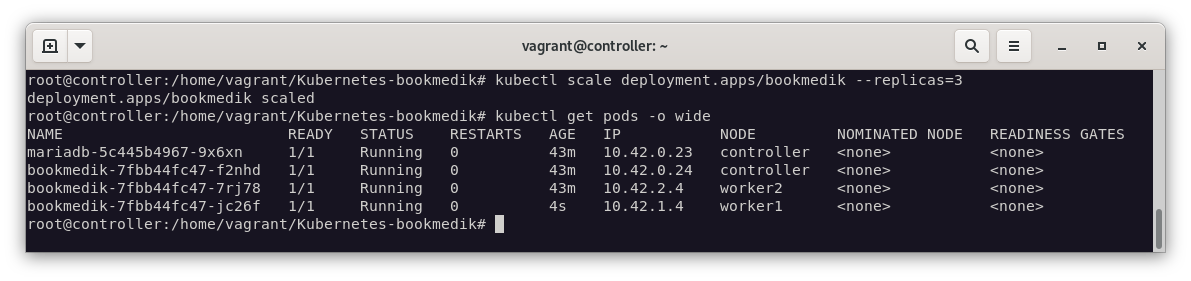 vagrant@controller: ~
root@controller:/home/vagrant/Kubernetes-bookmedik# kubectl scale deployment.apps/bookmedik --replicas=3
deployment.apps/bookmedik scaled
root@controller:/home/vagrant/Kubernetes-bookmedik# kubectl get pods -o wide
NAME                         READY   STATUS    RESTARTS   AGE   IP           NODE         NOMINATED NODE   READINESS GATES
mariadb-5c445b4967-9x6xn     1/1     Running   0          43m   10.42.0.23   controller   <none>           <none>
bookmedik-7fbb44fc47-f2nhd   1/1     Running   0          43m   10.42.0.24   controller   <none>           <none>
bookmedik-7fbb44fc47-7rj78   1/1     Running   0          43m   10.42.2.4    worker2      <none>           <none>
bookmedik-7fbb44fc47-jc26f   1/1     Running   0          4s    10.42.1.4    worker1      <none>           <none>
root@controller:/home/vagrant/Kubernetes-bookmedik#